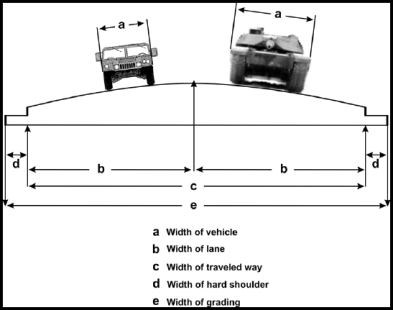 a
a
b
b
d
d
c
e
a Width of vehicle
b Width of lane
c Width of traveled way
d Width of hard shoulder
e Width of grading